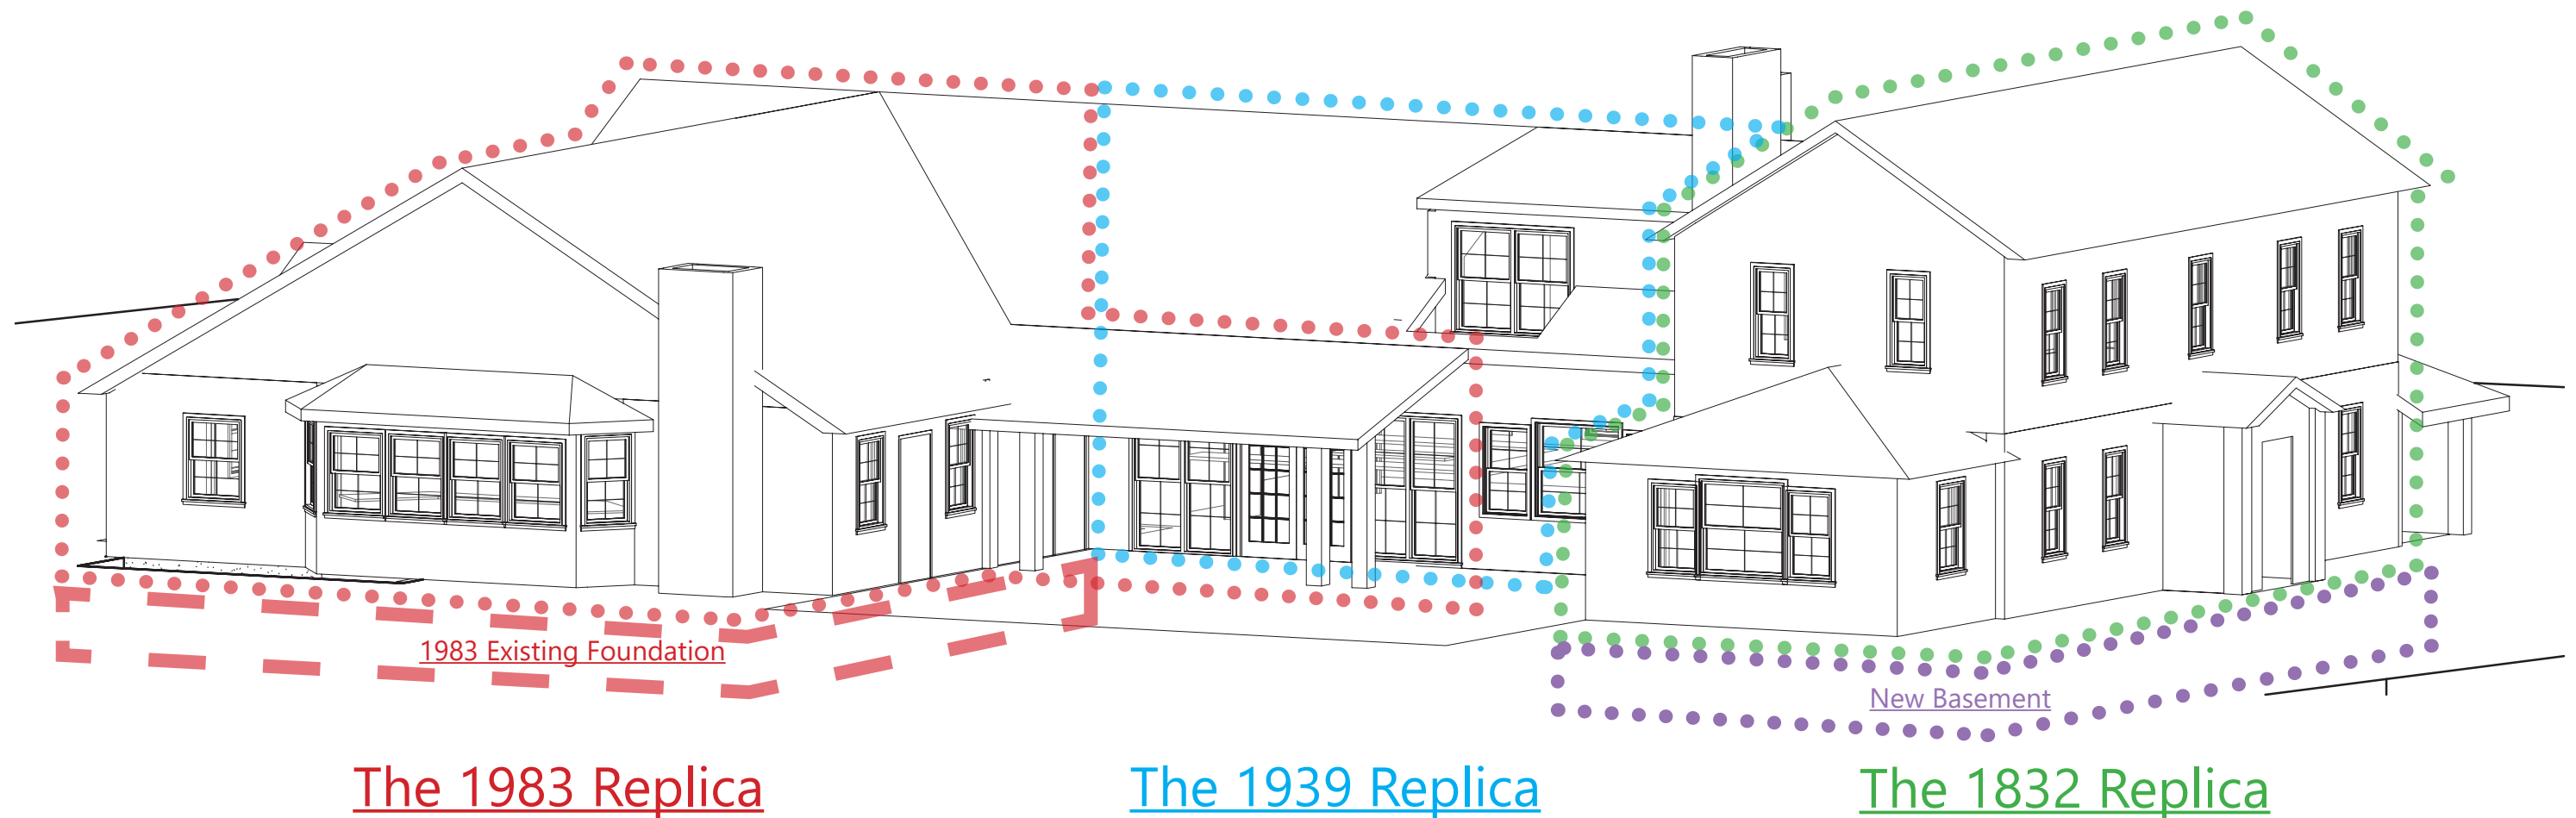 1983 Existing Foundation
New Basement
The 1983 Replica
The 1939 Replica
The 1832 Replica